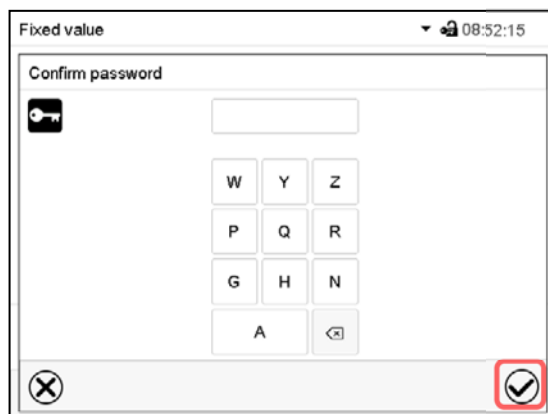 Fixed value 08:52:15
Confirm password
W Y Z
P Q R
G H N
A